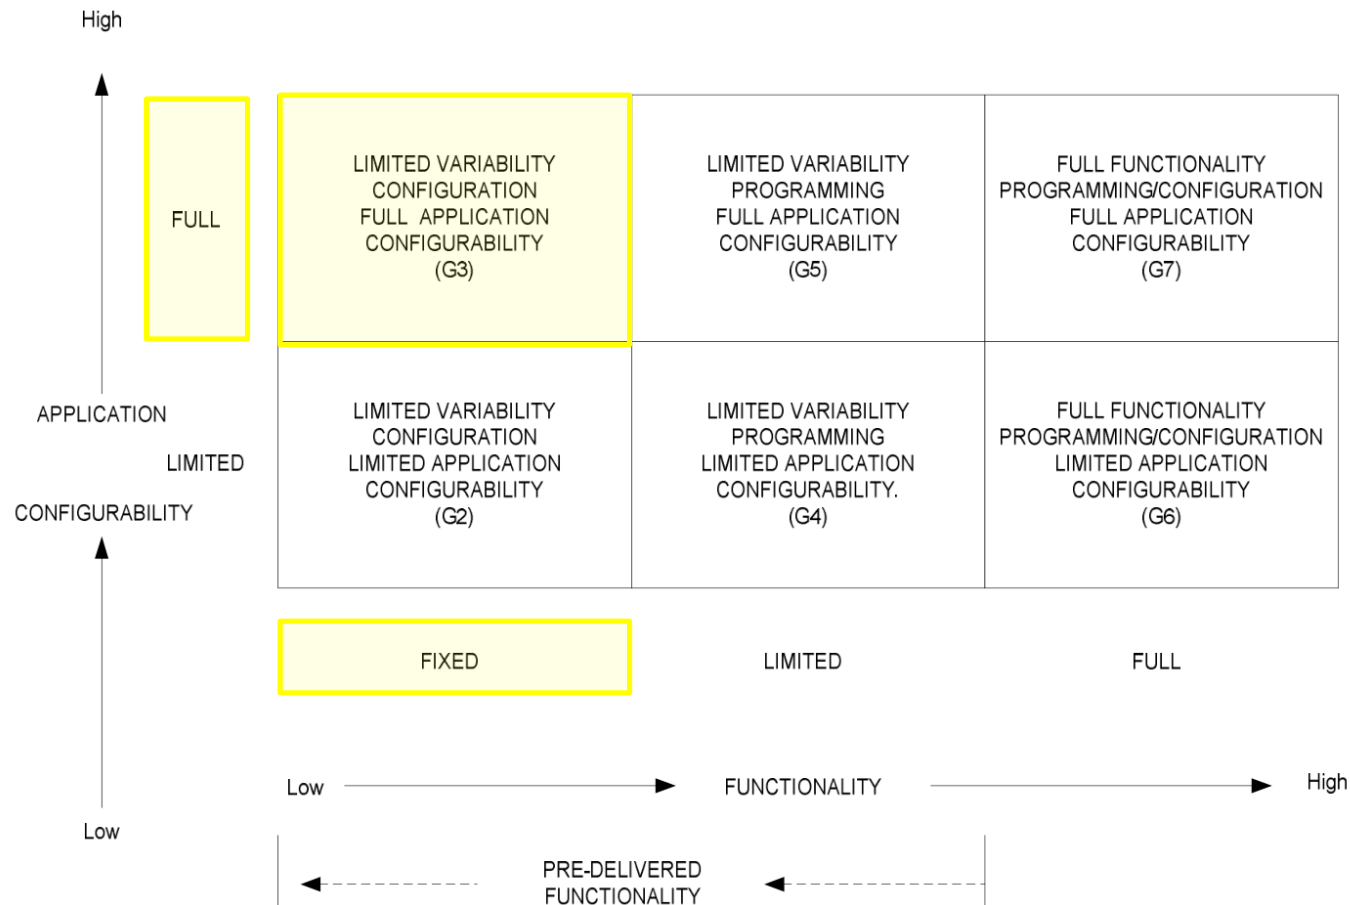 High
FULL
LIMITED VARIABILITY
CONFIGURATION
FULL APPLICATION
CONFIGURABILITY
(G3)
LIMITED VARIABILITY
PROGRAMMING
FULL APPLICATION
CONFIGURABILITY
(G5)
FULL FUNCTIONALITY
PROGRAMMING/CONFIGURATION
FULL APPLICATION
CONFIGURABILITY
(G7)
APPLICATION
CONFIGURABILITY
LIMITED
LIMITED VARIABILITY
CONFIGURATION
LIMITED APPLICATION
CONFIGURABILITY
(G2)
LIMITED VARIABILITY
PROGRAMMING
LIMITED APPLICATION
CONFIGURABILITY.
(G4)
FULL FUNCTIONALITY
PROGRAMMING/CONFIGURATION
LIMITED APPLICATION
CONFIGURABILITY
(G6)
FIXED
LIMITED
FULL
Low
FUNCTIONALITY
High
Low
PRE-DELIVERED
FUNCTIONALITY